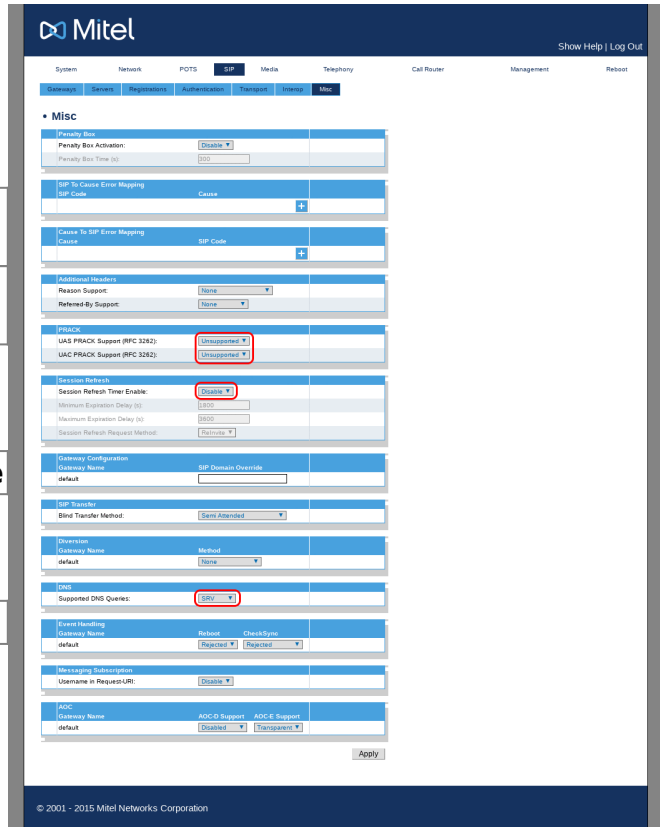 Mitel
Show Help | Log Out
System Network POTS SIP Media Telephony Call Router Management Reboot
Gateways Servers Registrations Authentication Transport Interop Misc
• Misc
Penalty Box
Penalty Box Activation: Disable
Penalty Box Time (s): 300
SIP To Cause Error Mapping
SIP Code Cause
+
Cause To SIP Error Mapping
Cause SIP Code
+
Additional Headers
Reason Support: None
Referred-By Support: None
PRACK
UAS PRACK Support (RFC 3262): Unsupported
UAC PRACK Support (RFC 3262): Unsupported
Session Refresh
Session Refresh Timer Enable: Disable
Minimum Expiration Delay (s): 1800
Maximum Expiration Delay (s): 3600
Session Refresh Request Method: ReInvite
e
Gateway Configuration
Gateway Name SIP Domain Override
default
SIP Transfer
Blind Transfer Method: Semi Attended
Diversion
Gateway Name Method
default None
DNS
Supported DNS Queries: SRV
Event Handling
Gateway Name Reboot CheckSync
default Rejected Rejected
Messaging Subscription
Username in Request-URI: Disable
AOC
Gateway Name AOC-D Support AOC-E Support
default Disabled Transparent
Apply
© 2001 - 2015 Mitel Networks Corporation